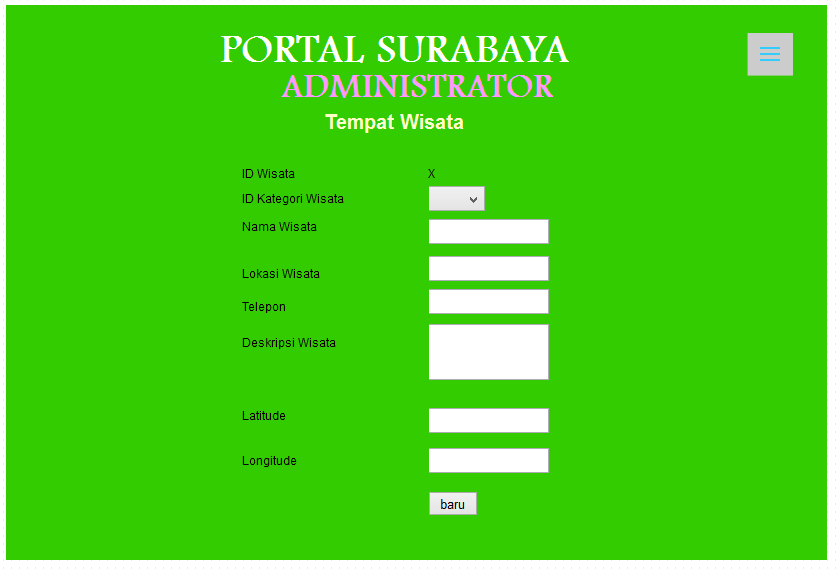 PORTAL SURABAYA
ADMINISTRATOR
Tempat Wisata
ID Wisata X
ID Kategori Wisata
Nama Wisata
Lokasi Wisata
Telepon
Deskripsi Wisata
Latitude
Longitude
baru